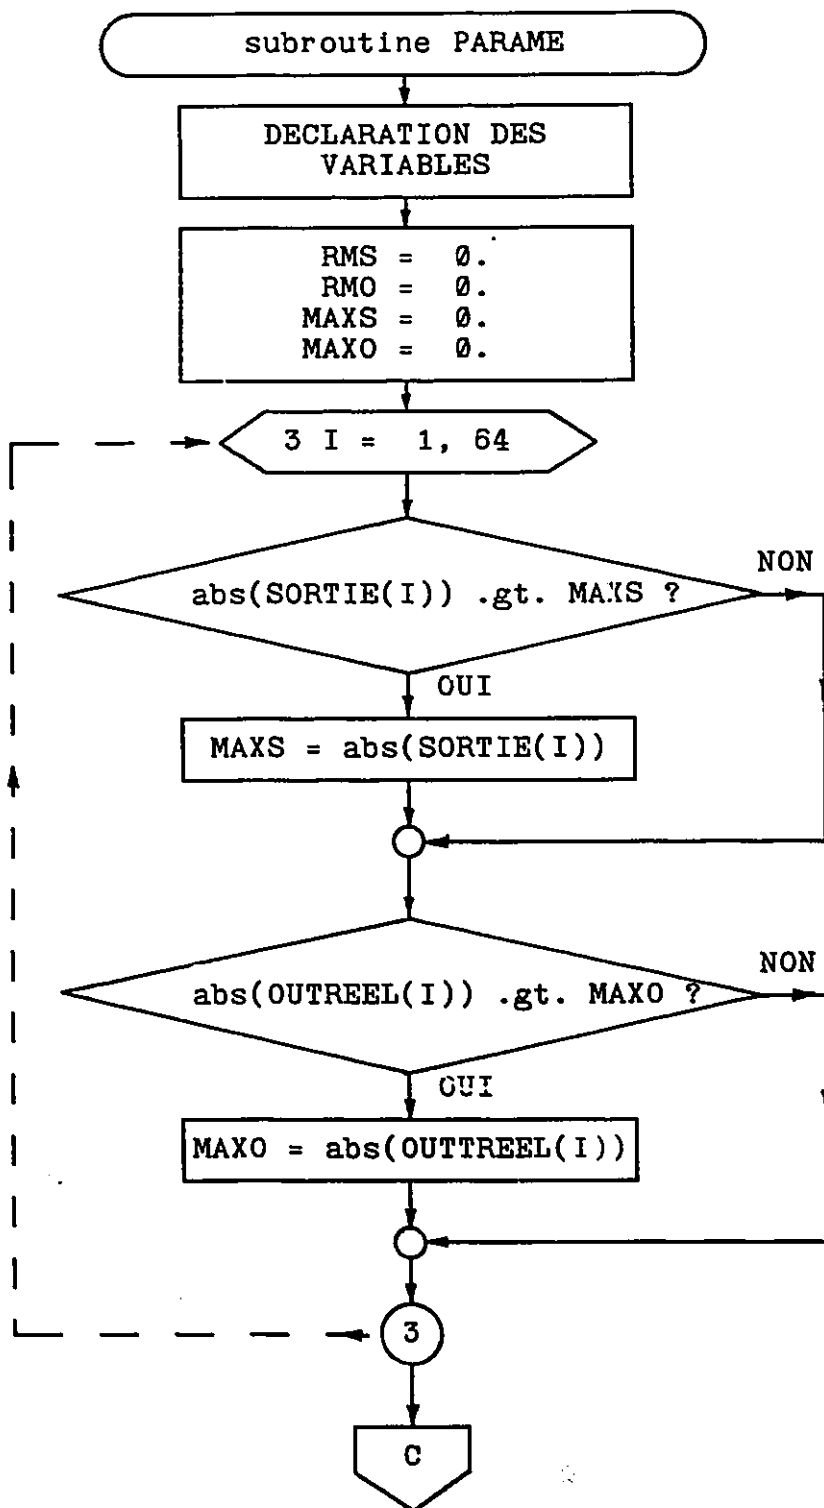 subroutine PARAME
DECLARATION DES
VARIABLES
RMS = 0.
RMO = 0.
MAXS = 0.
MAXO = 0.
3 I = 1, 64
abs(SORTIE(I)) .gt. MAXS ?
NON
OUI
MAXS = abs(SORTIE(I))
abs(OUTREEL(I)) .gt. MAXO ?
NON
OUI
MAXO = abs(OUTTREEL(I))
3
C